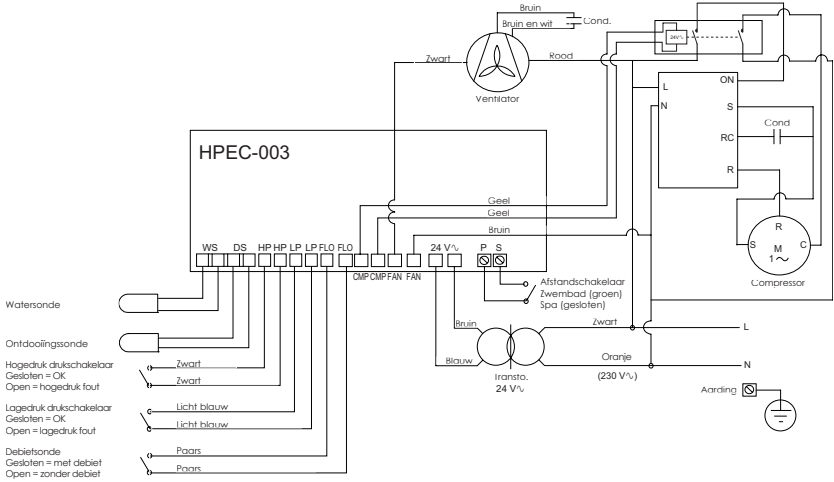 Bruin
Bruin en wit
Cond.
Zwart
Rood
Ventilator
24V∿
L
N
ON
S
RC
R
Cond
R
S
M
1∿
C
Compressor
HPEC-003
Geel
Geel
Bruin
WS
DS
HP
HP
LP
LP
FLO
FLO
CMP
CMP
FAN
FAN
24 V∿
P
S
Afstandschakelaar
Zwembad (groen)
Spa (gesloten)
Watersonde
Ontdooiïngssonde
Hogedruk drukschakelaar
Gesloten = OK
Open = hogedruk fout
Zwart
Zwart
Lagedruk drukschakelaar
Gesloten = OK
Open = lagedruk fout
Licht blauw
Licht blauw
Debietsonde
Gesloten = met debiet
Open = zonder debiet
Paars
Paars
Bruin
Blauw
Transfo.
24 V∿
Zwart
L
Oranje
N
(230 V∿)
Aarding